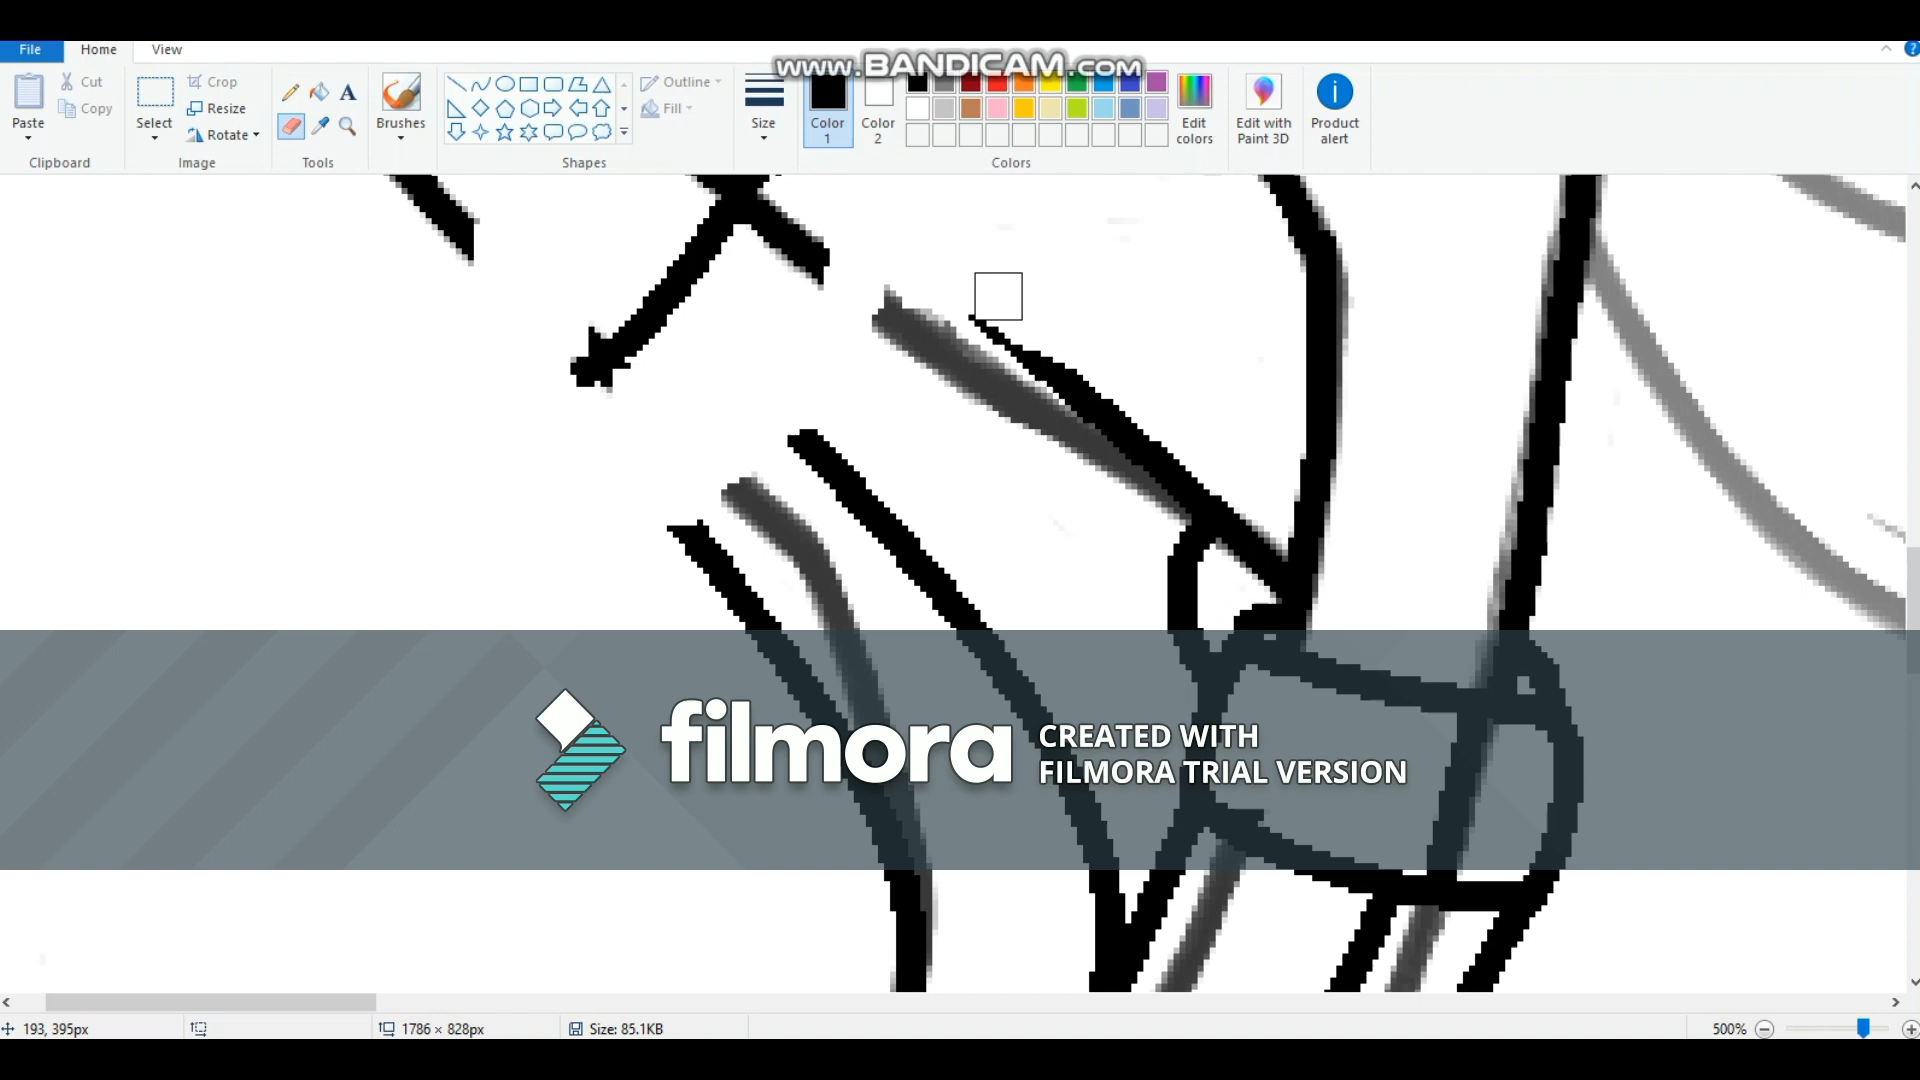 File Home View
www.BANDICAM.com
Cut
Copy
Paste
Clipboard
Crop
Resize
Rotate
Select
Image
A
Tools
Brushes
Shapes
Outline
Fill
Size
Color 1
Color 2
Colors
Edit colors
Edit with Paint 3D
Product alert
filmora
CREATED WITH
FILMORA TRIAL VERSION
193, 395px
1786 × 828px
Size: 85.1KB
500%